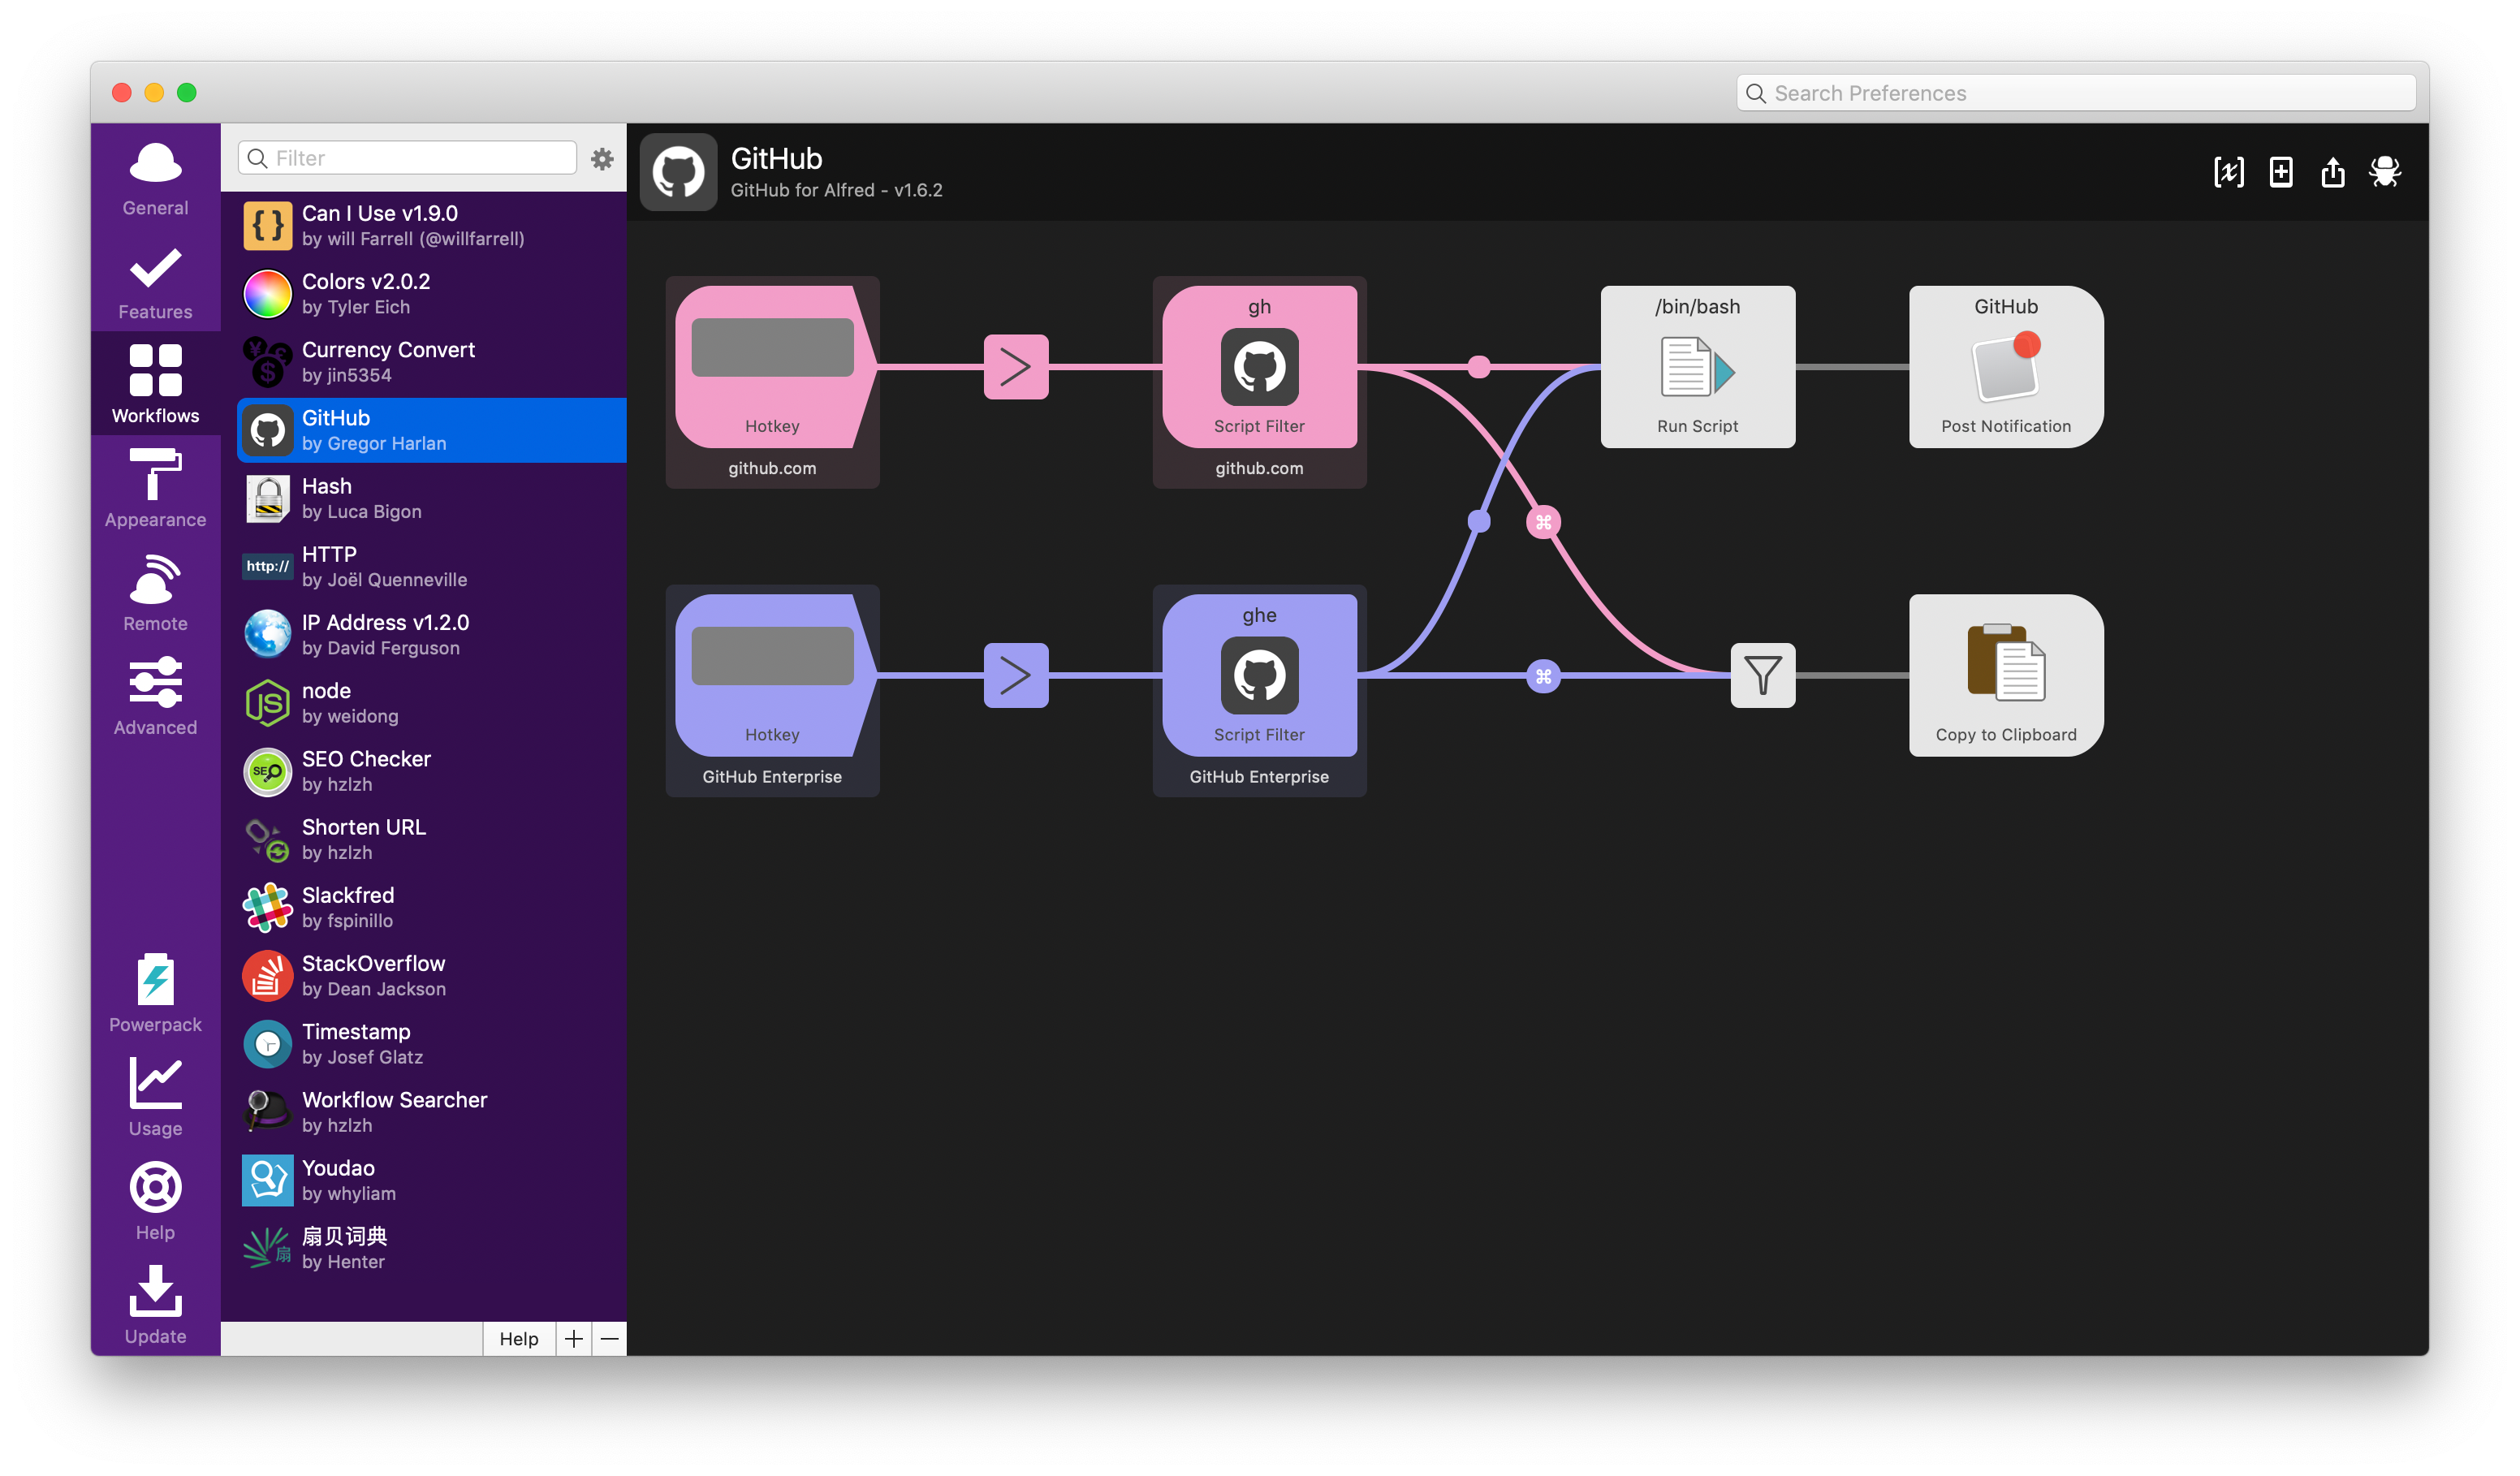 Search Preferences
General
Features
Workflows
Appearance
Remote
Advanced
Powerpack
Usage
Help
Update
Filter
Can I Use v1.9.0
by will Farrell (@willfarrell)
Colors v2.0.2
by Tyler Eich
Currency Convert
by jin5354
GitHub
by Gregor Harlan
Hash
by Luca Bigon
http://
HTTP
by Joël Quenneville
IP Address v1.2.0
by David Ferguson
JS
node
by weidong
SEO
SEO Checker
by hzlzh
Shorten URL
by hzlzh
Slackfred
by fspinillo
StackOverflow
by Dean Jackson
Timestamp
by Josef Glatz
Workflow Searcher
by hzlzh
Youdao
by whyliam
扇
扇贝词典
by Henter
Help
GitHub
GitHub for Alfred - v1.6.2
Hotkey
github.com
gh
Script Filter
github.com
/bin/bash
Run Script
GitHub
Post Notification
Hotkey
GitHub Enterprise
ghe
Script Filter
GitHub Enterprise
Copy to Clipboard